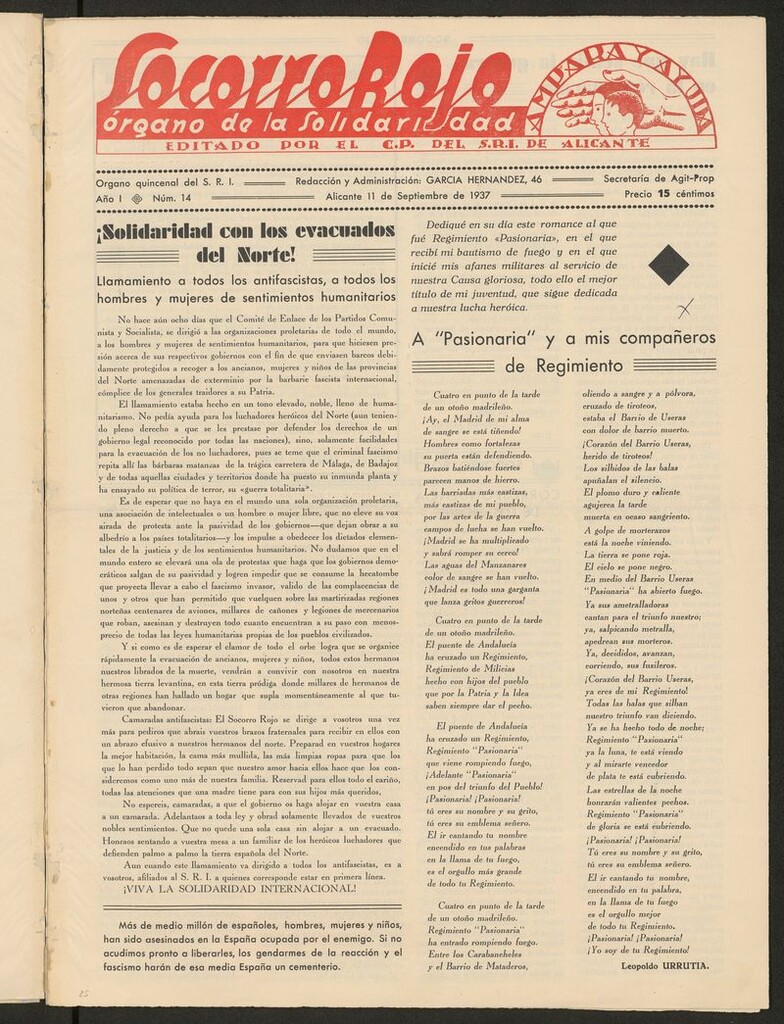 Socorro Rojo
órgano de la Solidaridad
AMPARA Y AYUDA
EDITADO POR EL C.P. DEL S.R.I. DE ALICANTE
Organo quincenal del S. R. I.
Redacción y Administración: GARCIA HERNANDEZ, 46
Secretaría de Agit-Prop
Año I
Núm. 14
Alicante 11 de Septiembre de 1937
Precio 15 céntimos
¡Solidaridad con los evacuados
del Norte!
Llamamiento a todos los antifascistas, a todos los
hombres y mujeres de sentimientos humanitarios
No hace aún ocho días que el Comité de Enlace de los Partidos Comu-
nista y Socialista, se dirigió a las organizaciones proletarias de todo el mundo,
a los hombres y mujeres de sentimientos humanitarios, para que hiciesen pre-
sión acerca de sus respectivos gobiernos con el fin de que enviasen barcos debi-
damente protegidos a recoger a los ancianos, mujeres y niños de las provincias
del Norte amenazadas de exterminio por la barbarie fascista internacional,
cómplice de los generales traidores a su Patria.
El llamamiento estaba hecho en un tono elevado, noble, lleno de huma-
nitarismo. No pedía ayuda para los luchadores heróicos del Norte (aun tenien-
do pleno derecho a que se les prestase por defender los derechos de un
gobierno legal reconocido por todas las naciones), sino, solamente facilidades
para la evacuación de los no luchadores, pues se teme que el criminal fascismo
repita allí las bárbaras matanzas de la trágica carretera de Málaga, de Badajoz
y de todas aquellas ciudades y territorios donde ha puesto su inmunda planta y
ha ensayado su política de terror, su «guerra totalitaria».
Es de esperar que no haya en el mundo una sola organización proletaria,
una asociación de intelectuales o un hombre o mujer libre, que no eleve su voz
airada de protesta ante la pasividad de los gobiernos—que dejan obrar a su
albedrío a los países totalitarios—y los impulse a obedecer los dictados elemen-
tales de la justicia y de los sentimientos humanitarios. No dudamos que en el
mundo entero se elevará una ola de protestas que haga que los gobiernos demo-
cráticos salgan de su pasividad y logren impedir que se consume la hecatombe
que proyecta llevar a cabo el fascismo invasor, valido de las complacencias de
unos y otros que han permitido que vuelquen sobre las martirizadas regiones
norteñas centenares de aviones, millares de cañones y legiones de mercenarios
que roban, asesinan y destruyen todo cuanto encuentran a su paso con menos-
precio de todas las leyes humanitarias propias de los pueblos civilizados.
Y si como es de esperar el clamor de todo el orbe logra que se organice
rápidamente la evacuación de ancianos, mujeres y niños, todos estos hermanos
nuestros librados de la muerte, vendrán a convivir con nosotros en nuestra
hermosa tierra levantina, en esta tierra pródiga donde millares de hermanos de
otras regiones han hallado un hogar que supla momentáneamente al que tu-
vieron que abandonar.
Camaradas antifascistas: El Socorro Rojo se dirige a vosotros una vez
más para pediros que abrais vuestros brazos fraternales para recibir en ellos con
un abrazo efusivo a nuestros hermanos del norte. Preparad en vuestros hogares
la mejor habitación, la cama más mullida, las más limpias ropas para que los
que lo han perdido todo sepan que nuestro amor hacia ellos hace que los con-
sideremos como uno más de nuestra familia. Reservad para ellos todo el cariño,
todas las atenciones que una madre tiene para con sus hijos más queridos.
No espereis, camaradas, a que el gobierno os haga alojar en vuestra casa
a un camarada. Adelantaos a toda ley y obrad solamente llevados de vuestros
nobles sentimientos. Que no quede una sola casa sin alojar a un evacuado.
Honraos sentando a vuestra mesa a un familiar de los heróicos luchadores que
defienden palmo a palmo la tierra española del Norte.
Aun cuando este llamamiento va dirigido a todos los antifascistas, es a
vosotros, afiliados al S. R. I. a quienes corresponde estar en primera línea.
¡VIVA LA SOLIDARIDAD INTERNACIONAL!
Más de medio millón de españoles, hombres, mujeres y niños,
han sido asesinados en la España ocupada por el enemigo. Si no
acudimos pronto a liberarles, los gendarmes de la reacción y el
fascismo harán de esa media España un cementerio.
Dediqué en su día este romance al que
fué Regimiento «Pasionaria», en el que
recibí mi bautismo de fuego y en el que
inicié mis afanes militares al servicio de
nuestra Causa gloriosa, todo ello el mejor
título de mi juventud, que sigue dedicada
a nuestra lucha heróica.
A "Pasionaria" y a mis compañeros
de Regimiento
Cuatro en punto de la tarde
de un otoño madrileño.
¡Ay, el Madrid de mi alma
de sangre se está tiñendo!
Hombres como fortalezas
su puerta están defendiendo.
Brazos batiéndose fuertes
parecen manos de hierro.
Las barriadas más castizas,
más castizas de mi pueblo,
por las artes de la guerra
campos de lucha se han vuelto.
¡Madrid se ha multiplicado
y sabrá romper su cerco!
Las aguas del Manzanares
color de sangre se han vuelto.
¡Madrid es todo una garganta
que lanza gritos guerreros!
Cuatro en punto de la tarde
de un otoño madrileño.
El puente de Andalucía
ha cruzado un Regimiento,
Regimiento de Milicias
hecho con hijos del pueblo
que por la Patria y la Idea
saben siempre dar el pecho.
El puente de Andalucía
ha cruzado un Regimiento,
Regimiento "Pasionaria"
que viene rompiendo fuego,
¡Adelante "Pasionaria"
en pos del triunfo del Pueblo!
¡Pasionaria! ¡Pasionaria!
tú eres su nombre y su grito,
tú eres su emblema señero.
El ir cantando tu nombre
encendido en tus palabras
en la llama de tu fuego,
es el orgullo más grande
de todo tu Regimiento.
Cuatro en punto de la tarde
de un otoño madrileño.
Regimiento "Pasionaria"
ha entrado rompiendo fuego.
Entre los Carabancheles
y el Barrio de Mataderos,
oliendo a sangre y a pólvora,
cruzado de tiroteos,
estaba el Barrio de Useras
con dolor de barrio muerto.
¡Corazón del Barrio Useras,
herido de tiroteos!
Los silbidos de las balas
apuñalan el silencio.
El plomo duro y caliente
agujerea la tarde
muerta en ocaso sangriento.
A golpe de morterazos
está la noche viniendo.
La tierra se pone roja.
El cielo se pone negro.
En medio del Barrio Useras
"Pasionaria" ha abierto fuego.
Ya sus ametralladoras
cantan para el triunfo nuestro;
ya, salpicando metralla,
apedrean sus morteros.
Ya, decididos, avanzan,
corriendo, sus fusileros.
¡Corazón del Barrio Useras,
ya eres de mi Regimiento!
Todas las balas que silban
nuestro triunfo van diciendo.
Ya se ha hecho todo de noche;
Regimiento "Pasionaria"
ya la luna, te está viendo
y al mirarte vencedor
de plata te está cubriendo.
Las estrellas de la noche
honrarán valientes pechos.
Regimiento "Pasionaria"
de gloria se está cubriendo.
¡Pasionaria! ¡Pasionaria!
Tú eres su nombre y su grito,
tú eres su emblema señero.
El ir cantando tu nombre,
encendido en tu palabra,
en la llama de tu fuego
es el orgullo mejor
de todo tu Regimiento.
¡Pasionaria! ¡Pasionaria!
¡Yo soy de tu Regimiento!
Leopoldo URRUTIA.